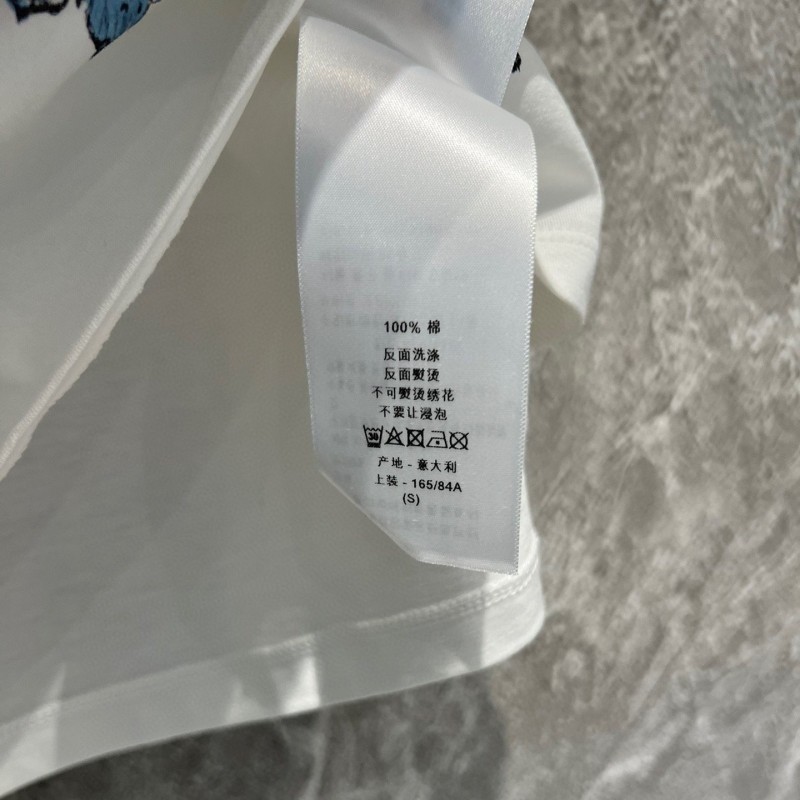 100% 棉
反面洗涤
反面熨烫
不可熨烫绣花
不要让浸泡
30
产地 - 意大利
上装 - 165/84A
(S)